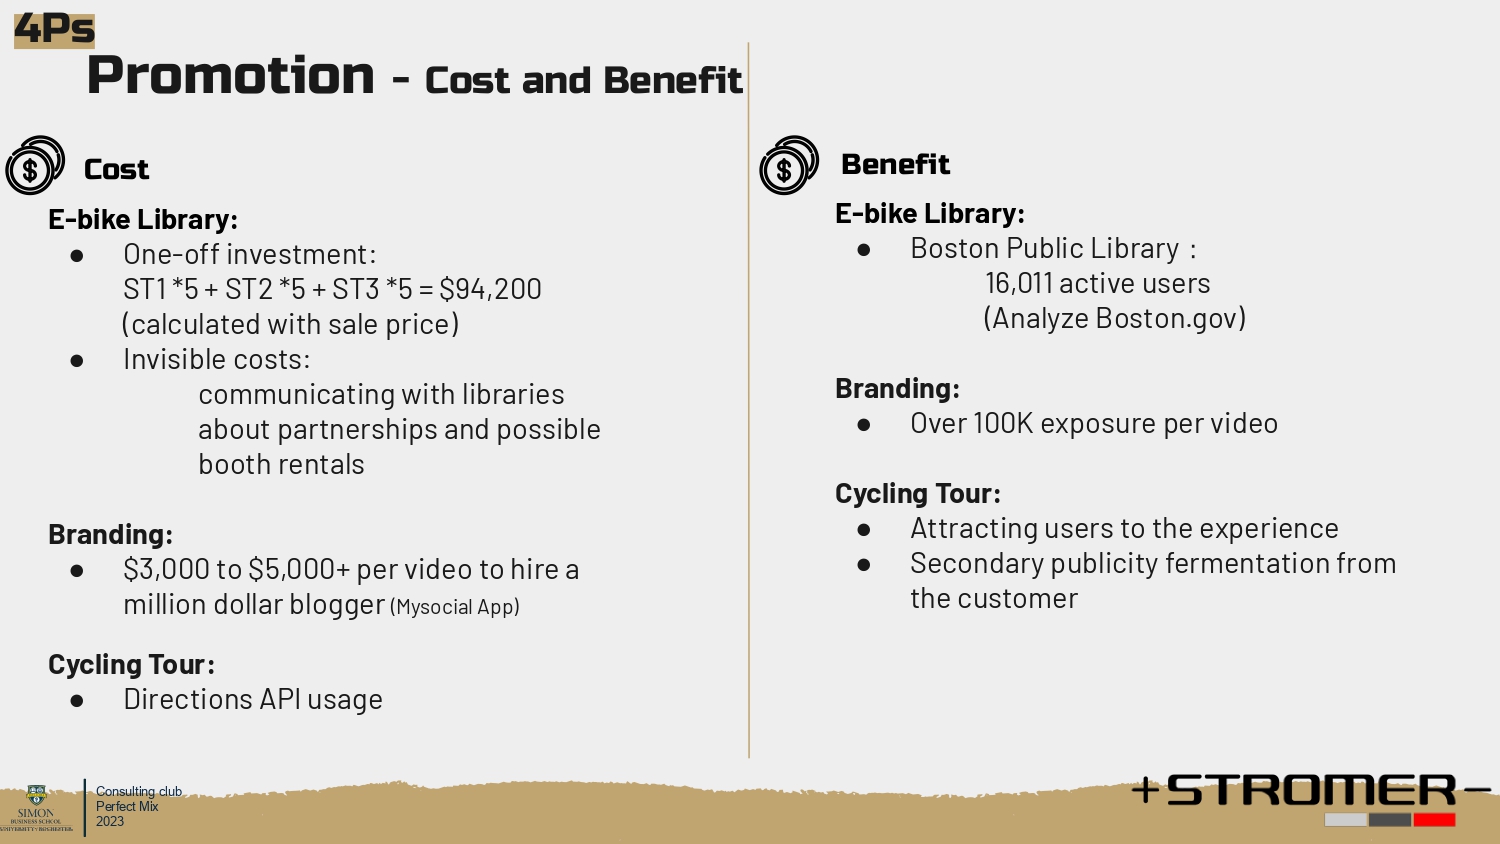 4Ps
Promotion - Cost and Benefit
Cost
E-bike Library:
● One-off investment:
ST1 *5 + ST2 *5 + ST3 *5 = $94,200
(calculated with sale price)
● Invisible costs:
communicating with libraries
about partnerships and possible
booth rentals
Branding:
● $3,000 to $5,000+ per video to hire a
million dollar blogger (Mysocial App)
Cycling Tour:
● Directions API usage
Benefit
E-bike Library:
● Boston Public Library：
16,011 active users
(Analyze Boston.gov)
Branding:
● Over 100K exposure per video
Cycling Tour:
● Attracting users to the experience
● Secondary publicity fermentation from
the customer
SIMON
BUSINESS SCHOOL
UNIVERSITY of ROCHESTER
Consulting club
Perfect Mix
2023
STROMER